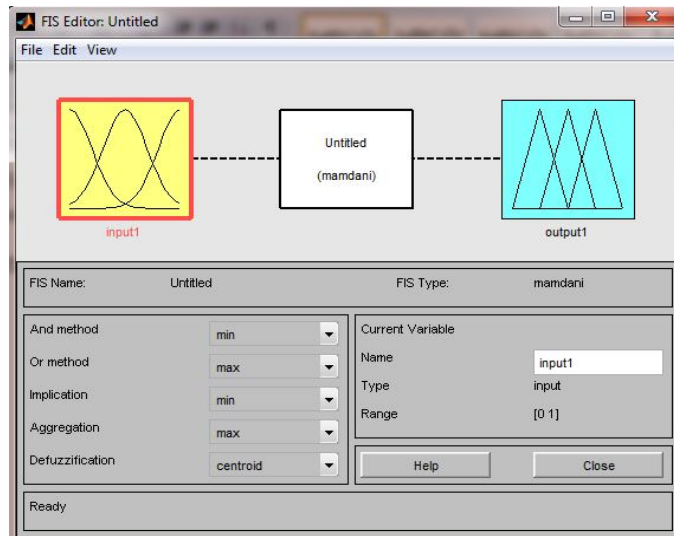 FIS Editor: Untitled
File Edit View
Untitled
(mamdani)
input1
output1
FIS Name: Untitled FIS Type: mamdani
And method min
Or method max
Implication min
Aggregation max
Defuzzification centroid
Current Variable
Name input1
Type input
Range [0 1]
Help Close
Ready